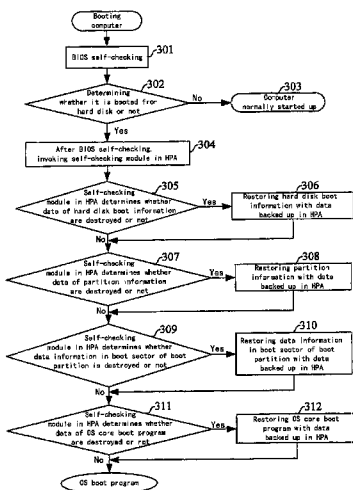 Booting
computer
301
BIOS self-checking
302
Determining
whether it is booted from
hard disk or not
No
303
Computer
normally started up
Yes
304
After BIOS self-checking,
invoking self-checking module in HPA
Self-checking
305
module in HPA determines whether
data of hard disk boot information
are destroyed or not
Yes
306
Restoring hard disk boot
information with data
backed up in HPA
No
Self-checking
307
module in HPA determines whether
data of partition information
are destroyed or not
Yes
308
Restoring partition
information with data
backed up in HPA
No
Self-checking
309
module in HPA determines whether
data information in boot sector of boot
partition is destroyed or not
Yes
310
Restoring data information
in boot sector of boot
partition with data
backed up in HPA
No
Self-checking
311
module in HPA determines whether
data of OS core boot program
are destroyed or not
Yes
312
Restoring OS core boot
program with data
backed up in HPA
No
OS boot program